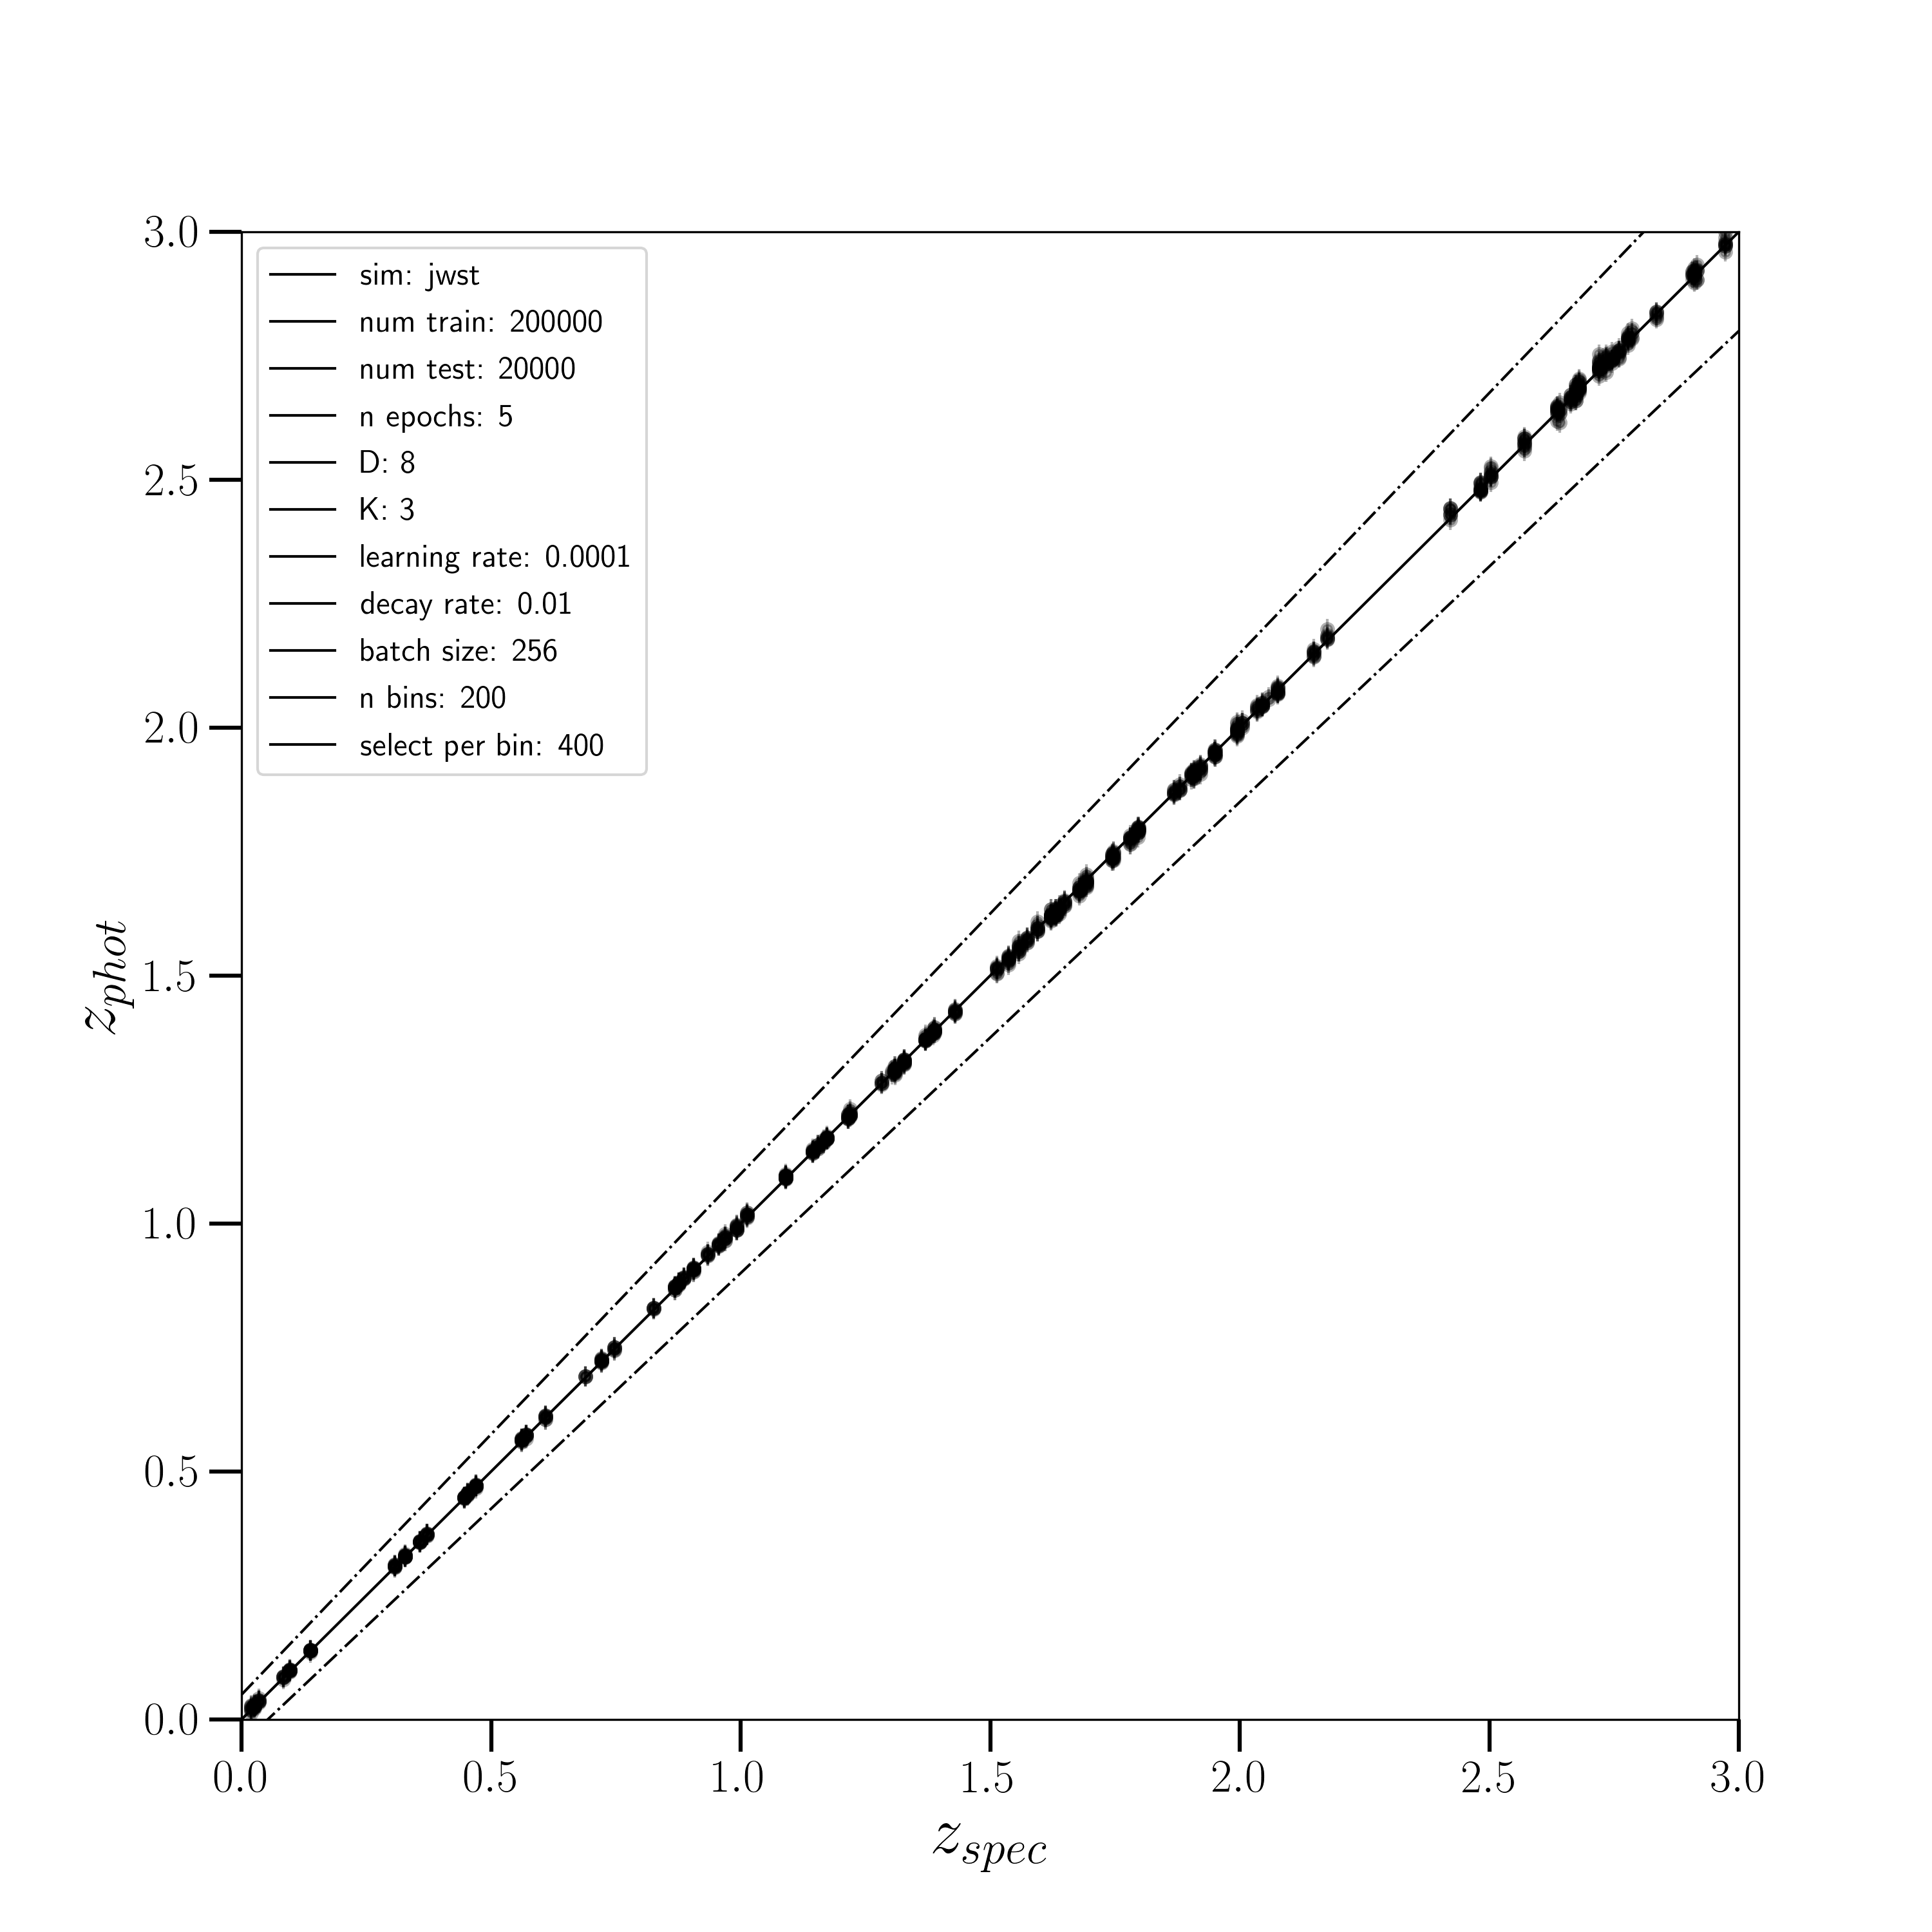 3.0
sim: jwst
num train: 200000
num test: 20000
n epochs: 5
D: 8
K: 3
learning rate: 0.0001
decay rate: 0.01
batch size: 256
n bins: 200
select per bin: 400
2.5
2.0
1.5
1.0
0.5
0.0
zphot
0.0 0.5 1.0 1.5 2.0 2.5 3.0
zspec